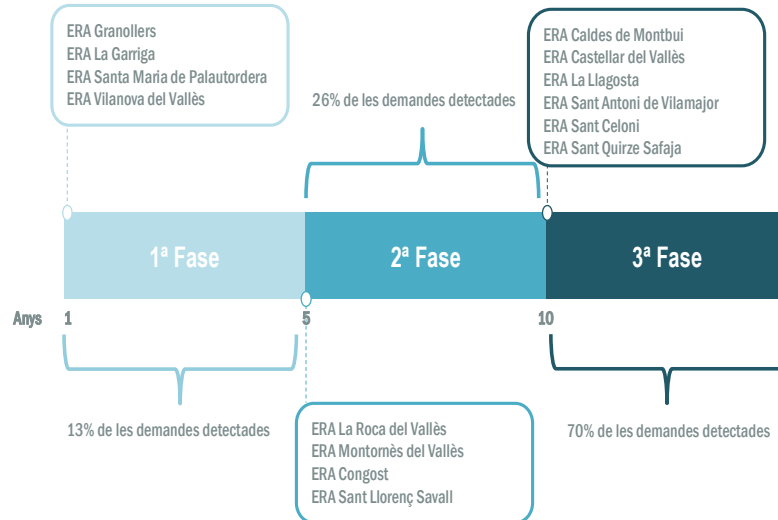 ERA Granollers
ERA La Garriga
ERA Santa Maria de Palautordera
ERA Vilanova del Vallès
26% de les demandes detectades
ERA Caldes de Montbui
ERA Castellar del Vallès
ERA La Llagosta
ERA Sant Antoni de Vilamajor
ERA Sant Celoni
ERA Sant Quirze Safaja
1ª Fase
2ª Fase
3ª Fase
Anys 1 5 10
13% de les demandes detectades
ERA La Roca del Vallès
ERA Montornès del Vallès
ERA Congost
ERA Sant Llorenç Savall
70% de les demandes detectades